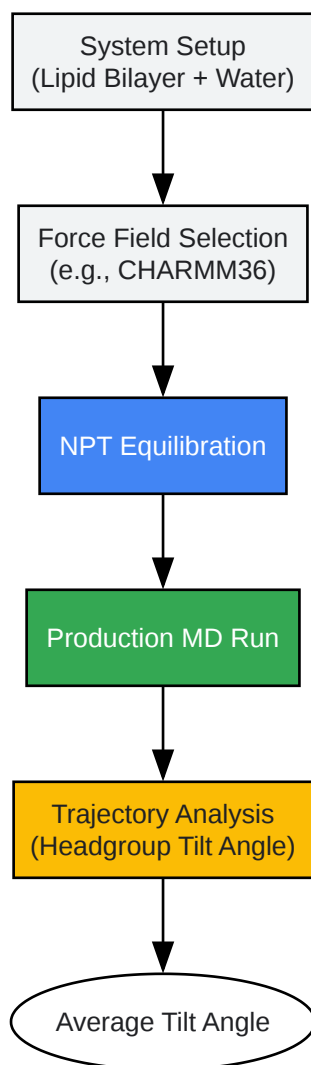 System Setup
(Lipid Bilayer + Water)
Force Field Selection
(e.g., CHARMM36)
NPT Equilibration
Production MD Run
Trajectory Analysis
(Headgroup Tilt Angle)
Average Tilt Angle